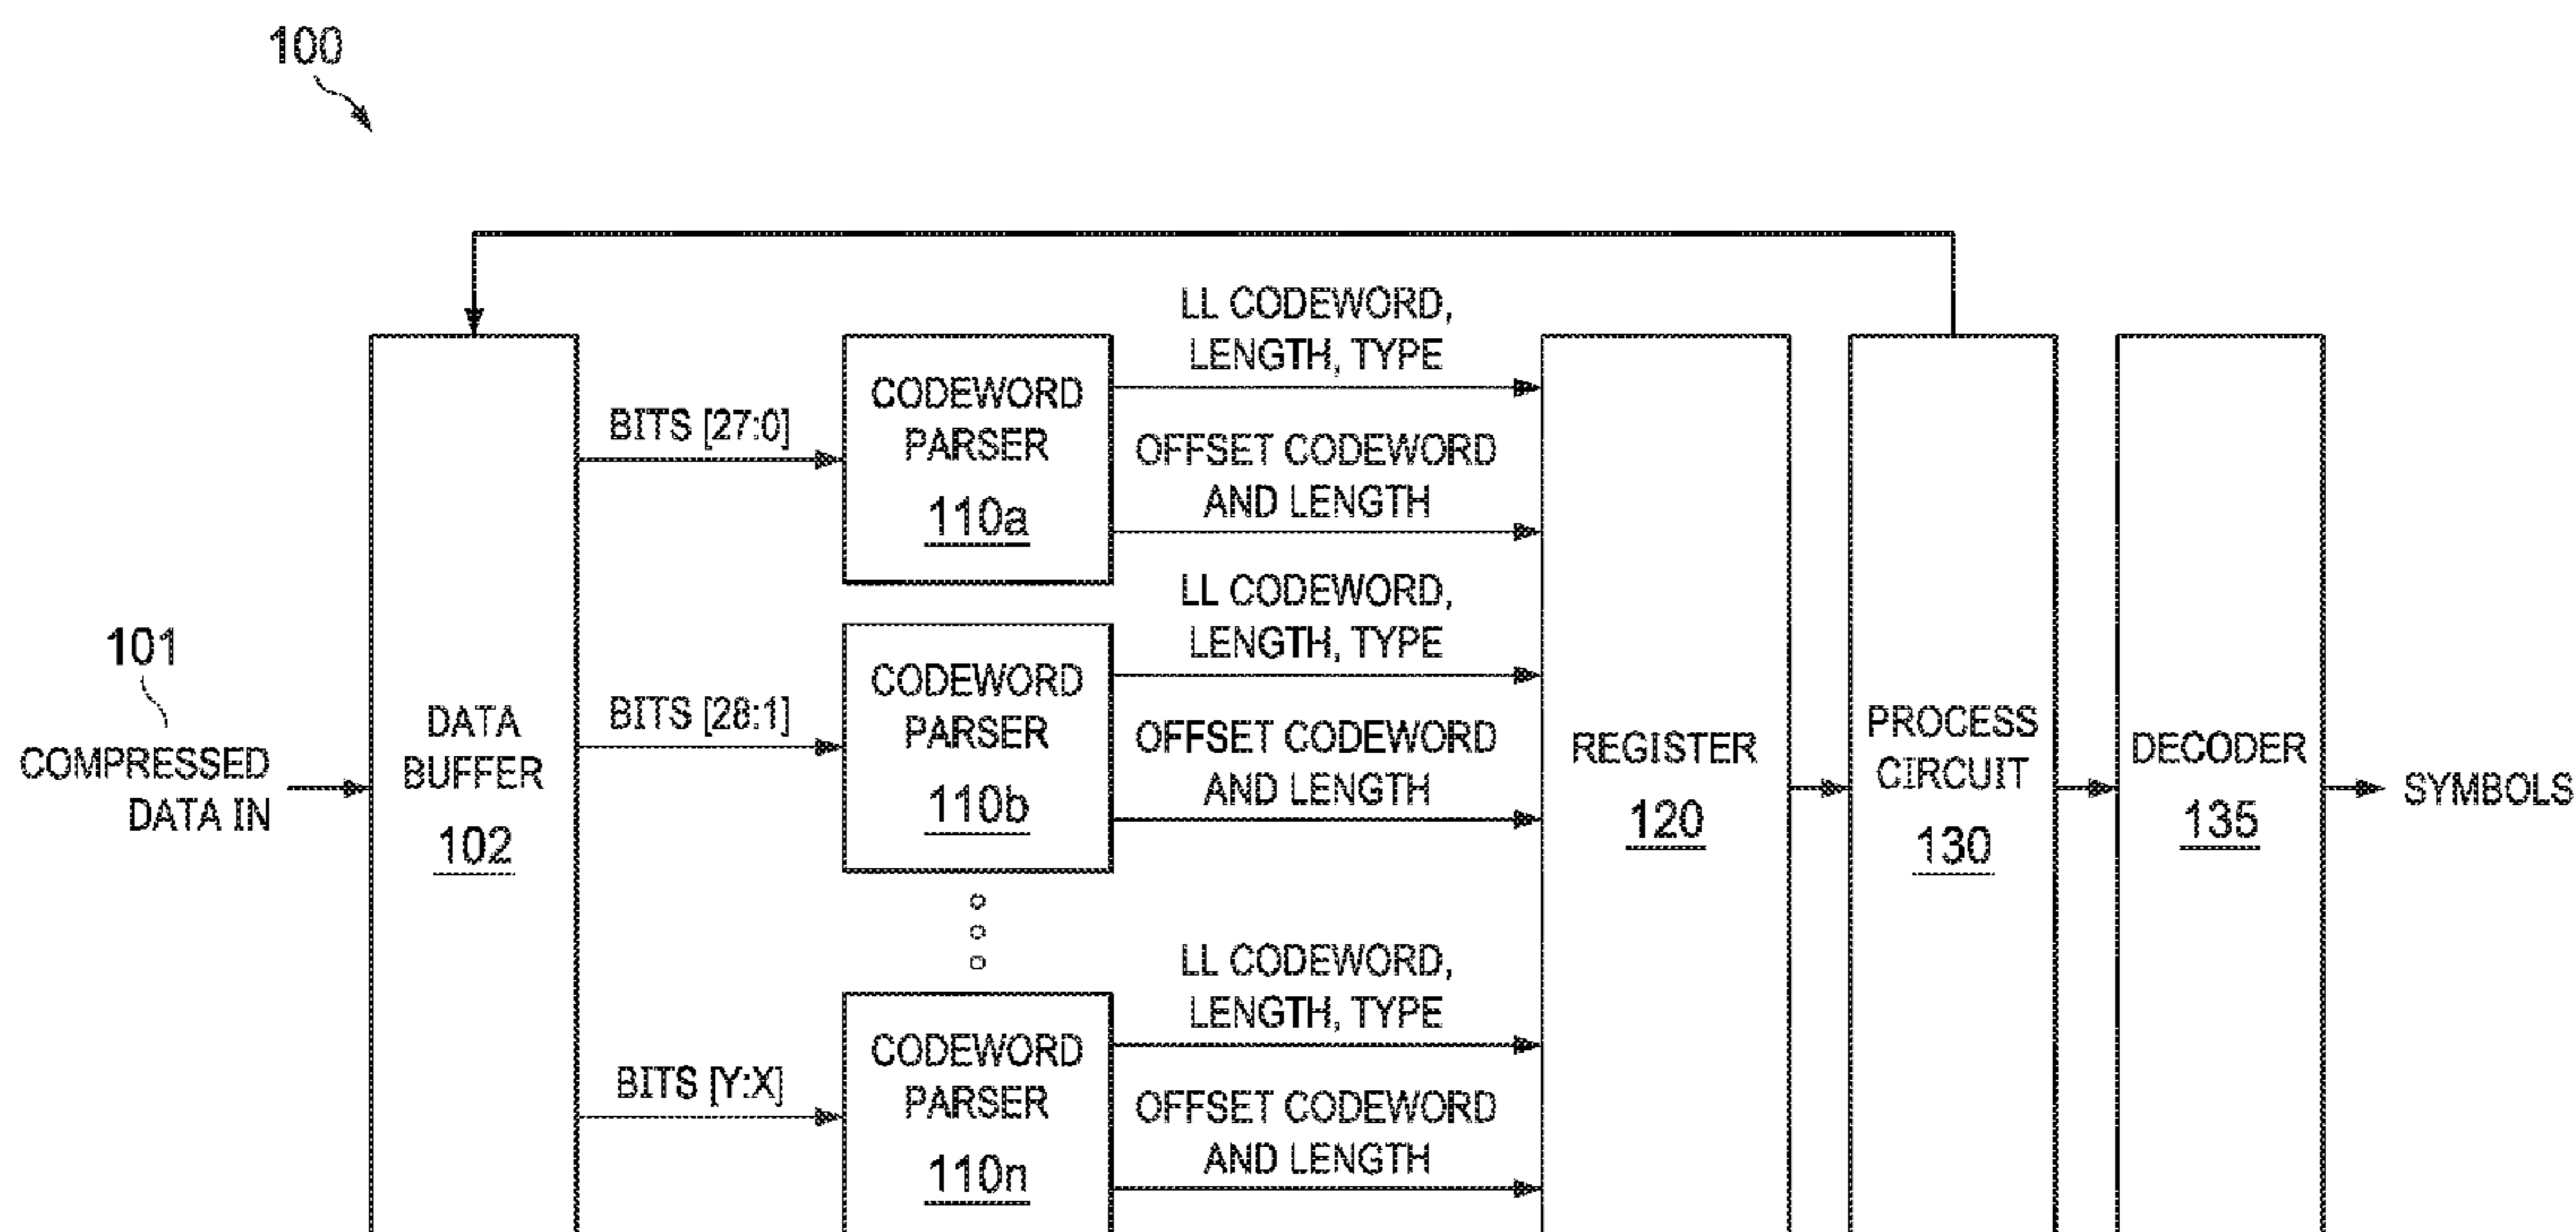 100
LL CODEWORD,
LENGTH, TYPE
CODEWORD
PARSER
110a
BITS [27:0]
OFFSET CODEWORD
AND LENGTH
LL CODEWORD,
LENGTH, TYPE
101
COMPRESSED
DATA IN
DATA
BUFFER
102
BITS [28:1]
CODEWORD
PARSER
110b
OFFSET CODEWORD
AND LENGTH
REGISTER
120
PROCESS
CIRCUIT
130
DECODER
135
SYMBOLS
LL CODEWORD,
LENGTH, TYPE
BITS [Y:X]
CODEWORD
PARSER
110n
OFFSET CODEWORD
AND LENGTH